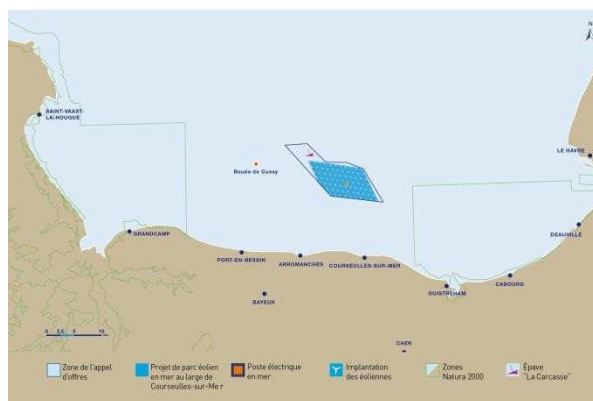 N
SAINT-VAAST-
LA-HOUGUE
LE HAVRE
Bouée de Cussy
GRANDCAMP
DEAUVILLE
PORT-EN-BESSIN
ARROMANCHES
COURSEULLES-SUR-MER
OUISTREHAM
CABOURG
BAYEUX
CAEN
0 2,5 5 10
Zone de l'appel
d'offres
Projet de parc éolien
en mer au large de
Courseulles-sur-Me r
Poste électrique
en mer
Implantation
des éoliennes
Zones
Natura 2000
Épave
"La Carcasse"